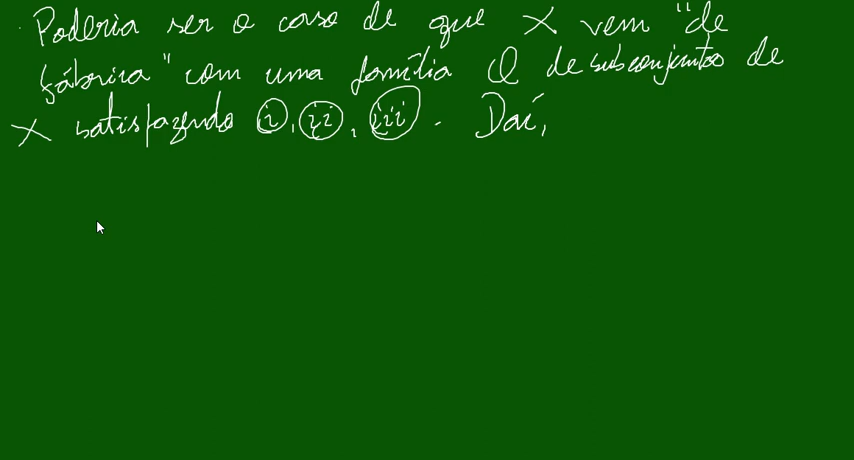 Poderia ser o caso de que X vem "de
fábrica" com uma família Q de subconjuntos de
X satisfazendo i, ii, iii. Daí,